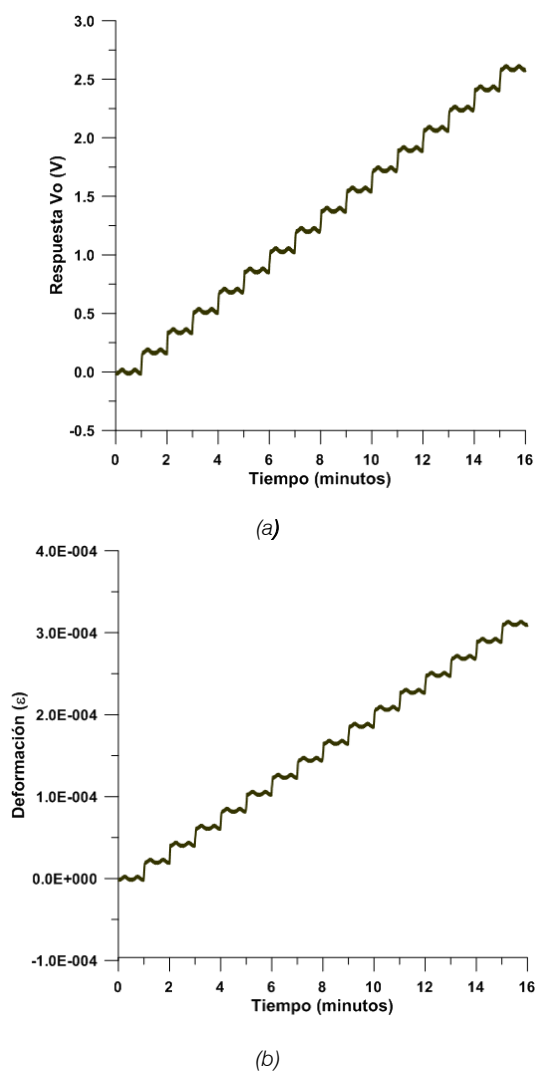 3.0
2.5
2.0
1.5
1.0
0.5
0.0
-0.5
Respuesta Vo (V)
0 2 4 6 8 10 12 14 16
Tiempo (minutos)
(a)
4.0E-004
3.0E-004
2.0E-004
1.0E-004
0.0E+000
-1.0E-004
Deformación (ε)
0 2 4 6 8 10 12 14 16
Tiempo (minutos)
(b)